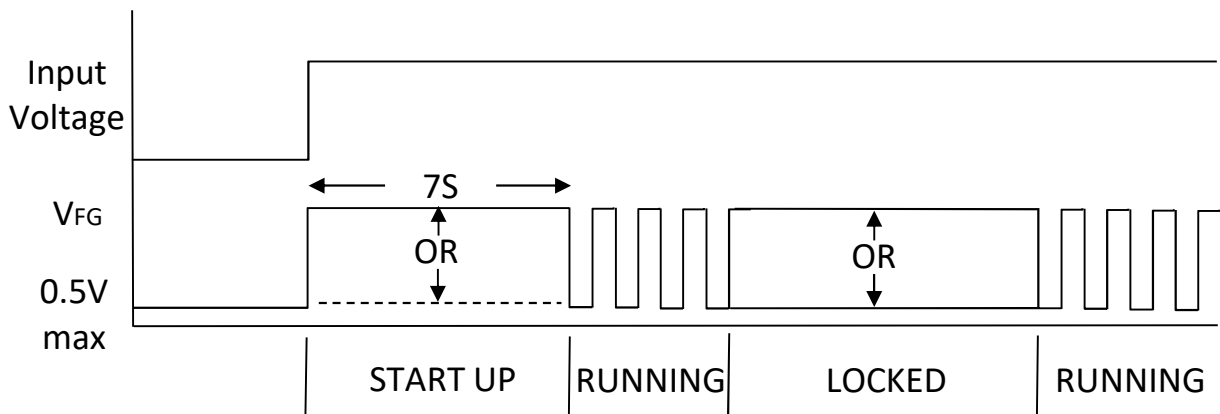 Input
Voltage
7S
VFG
OR
OR
0.5V
max
START UP
RUNNING
LOCKED
RUNNING